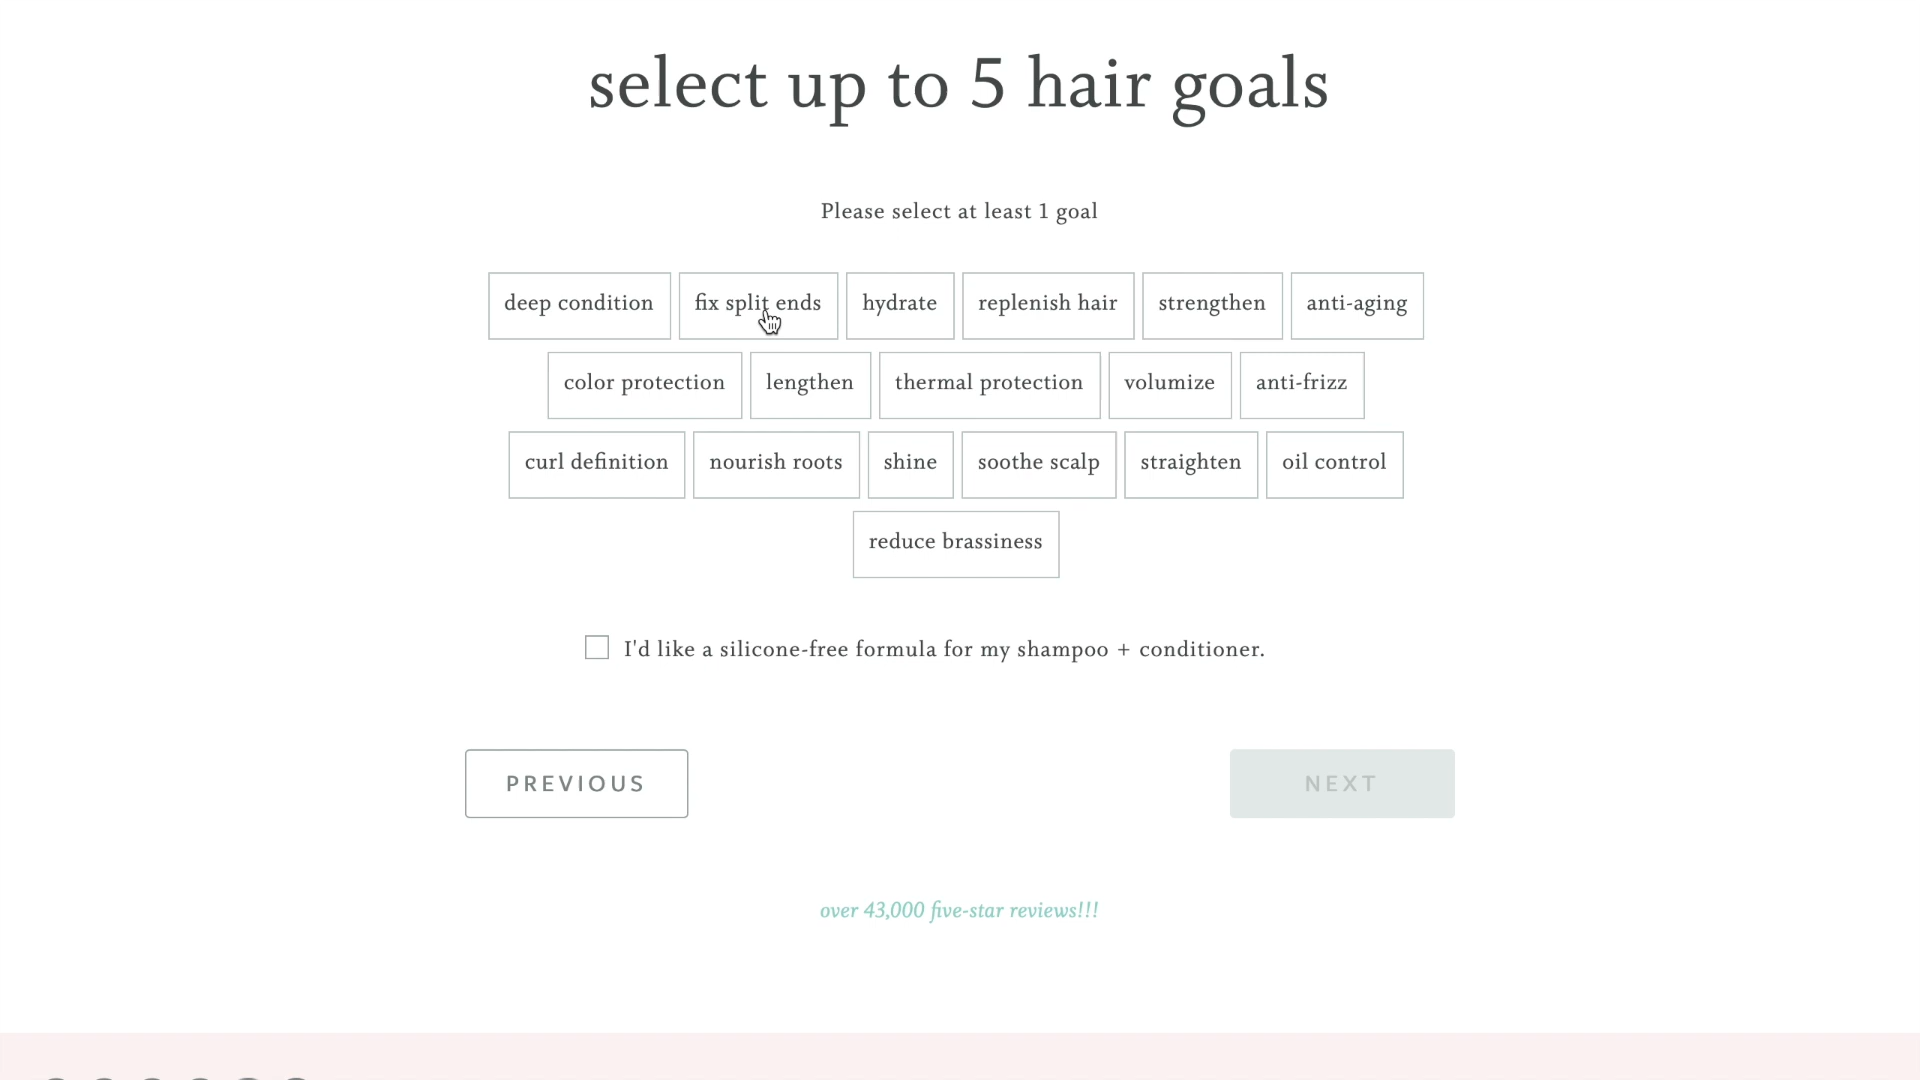 select up to 5 hair goals
Please select at least 1 goal
deep condition fix split ends hydrate replenish hair strengthen anti-aging
color protection lengthen thermal protection volumize anti-frizz
curl definition nourish roots shine soothe scalp straighten oil control
reduce brassiness
I'd like a silicone-free formula for my shampoo + conditioner.
PREVIOUS NEXT
over 43,000 five-star reviews!!!